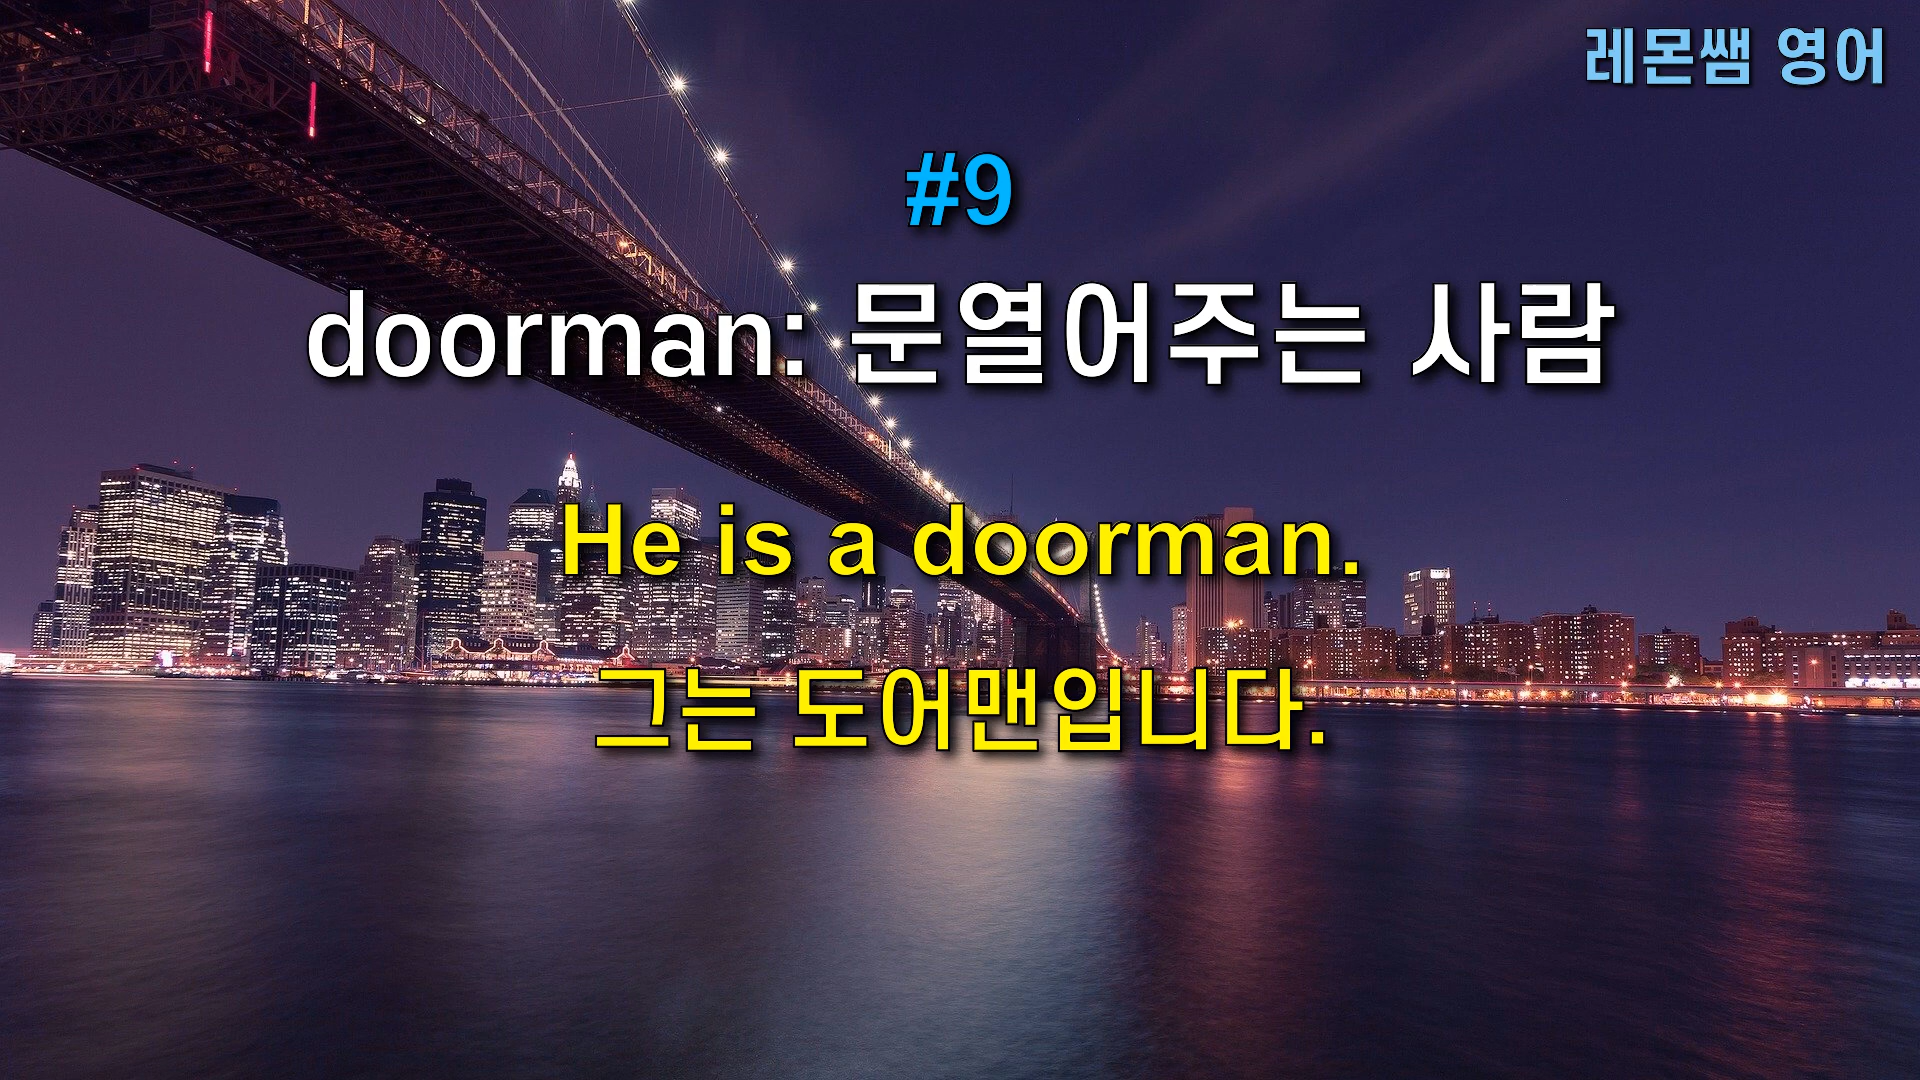 레몬쌤 영어
#9
doorman: 문열어주는 사람
He is a doorman.
그는 도어맨입니다.